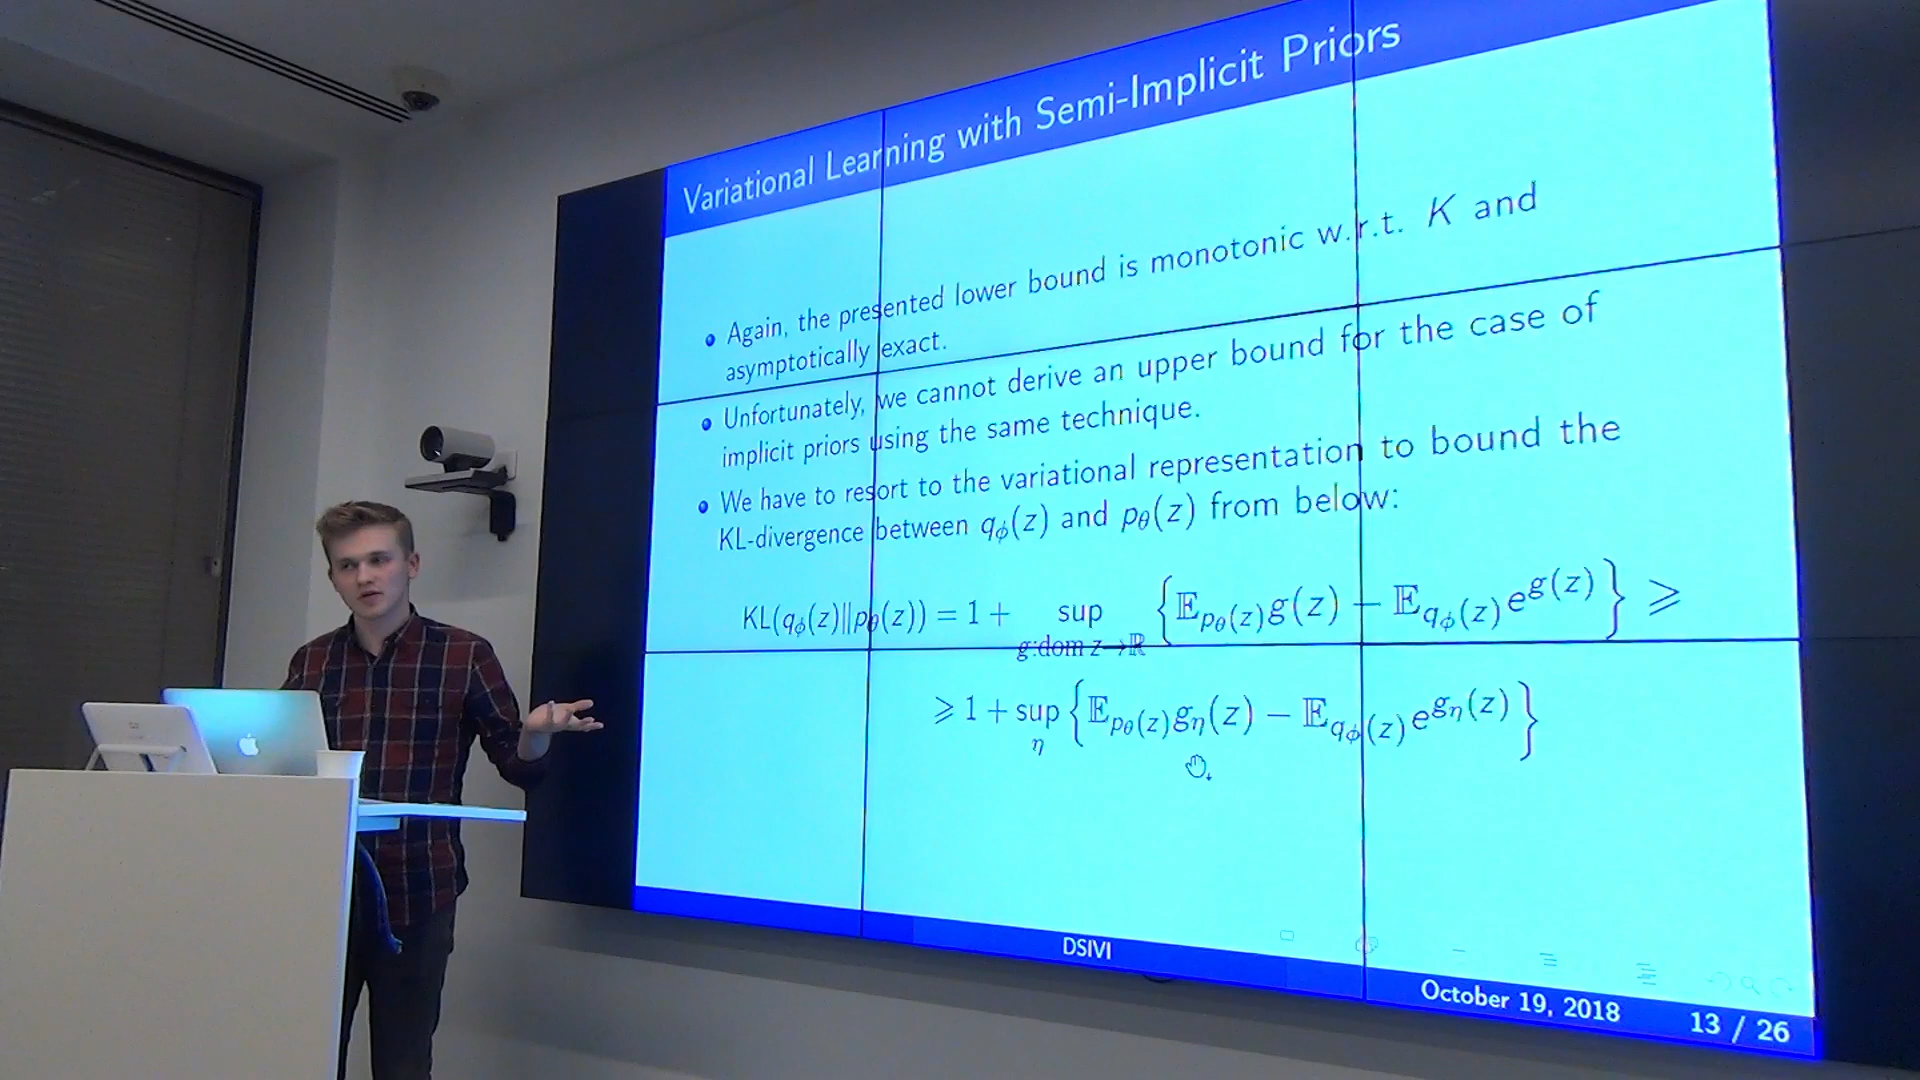 Variational Learning with Semi-Implicit Priors
• Again, the presented lower bound is monotonic w.r.t. K and
asymptotically exact.
• Unfortunately, we cannot derive an upper bound for the case of
implicit priors using the same technique.
• We have to resort to the variational representation to bound the
KL-divergence between qϕ(z) and pθ(z) from below:
KL(qϕ(z)‖pθ(z)) = 1 + sup {𝔼pθ(z)g(z) − 𝔼qϕ(z)e^g(z)} ⩾
g:dom z→ℝ
⩾ 1 + sup {𝔼pθ(z)gη(z) − 𝔼qϕ(z)e^gη(z)}
η
DSIVI
October 19, 2018
13 / 26